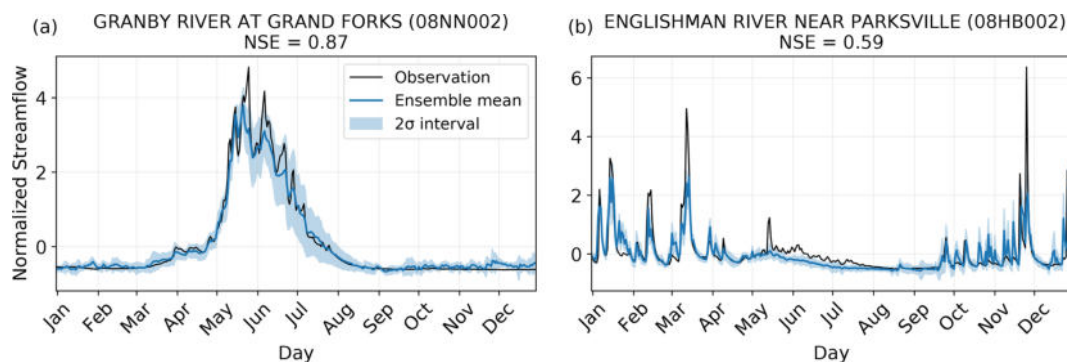 (a) GRANBY RIVER AT GRAND FORKS (08NN002)
NSE = 0.87
Normalized Streamflow
4
2
0
Observation
Ensemble mean
2σ interval
Jan Feb Mar Apr May Jun Jul Aug Sep Oct Nov Dec
Day
(b) ENGLISHMAN RIVER NEAR PARKSVILLE (08HB002)
NSE = 0.59
6
4
2
0
Jan Feb Mar Apr May Jun Jul Aug Sep Oct Nov Dec
Day